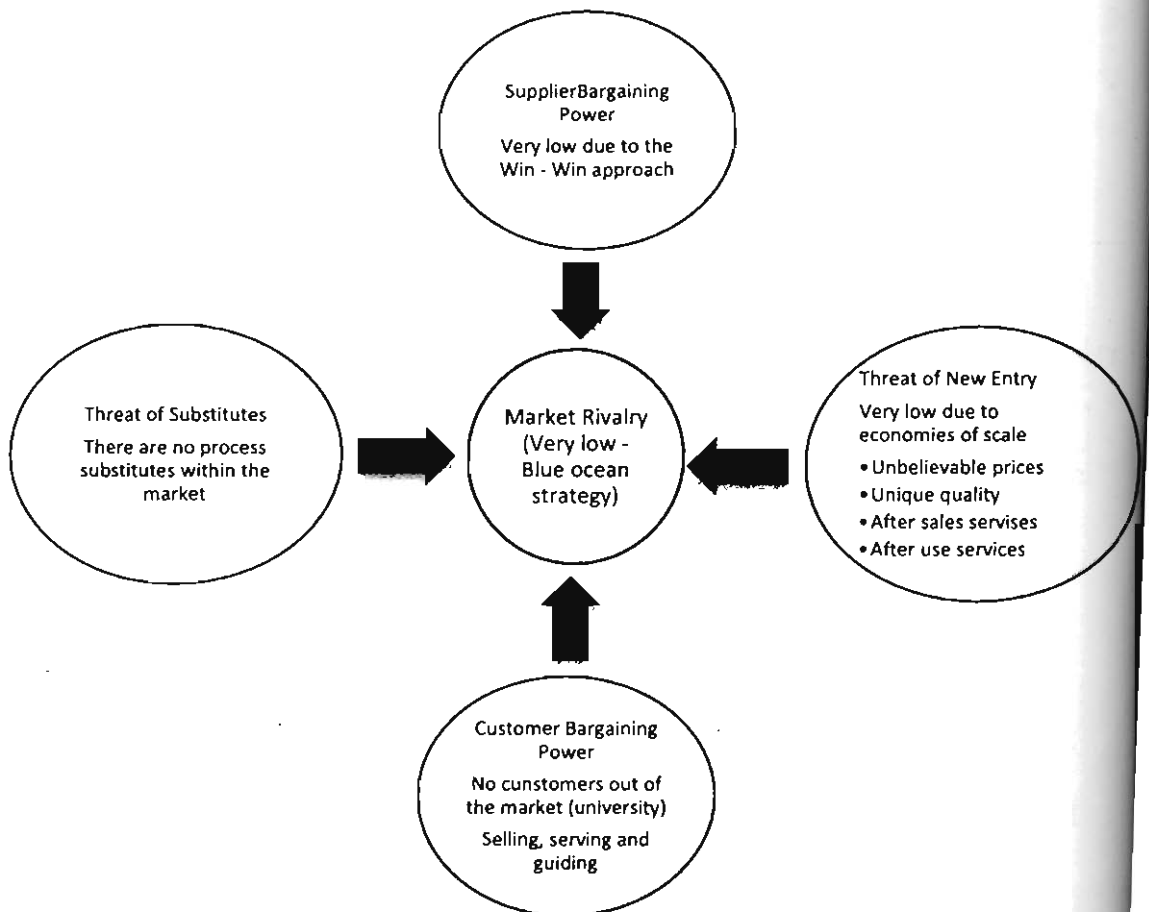 SupplierBargaining
Power
Very low due to the
Win - Win approach
Threat of Substitutes
There are no process
substitutes within the
market
Market Rivalry
(Very low -
Blue ocean
strategy)
Threat of New Entry
Very low due to
economies of scale
• Unbelievable prices
• Unique quality
• After sales servises
• After use services
Customer Bargaining
Power
No cunstomers out of
the market (university)
Selling, serving and
guiding